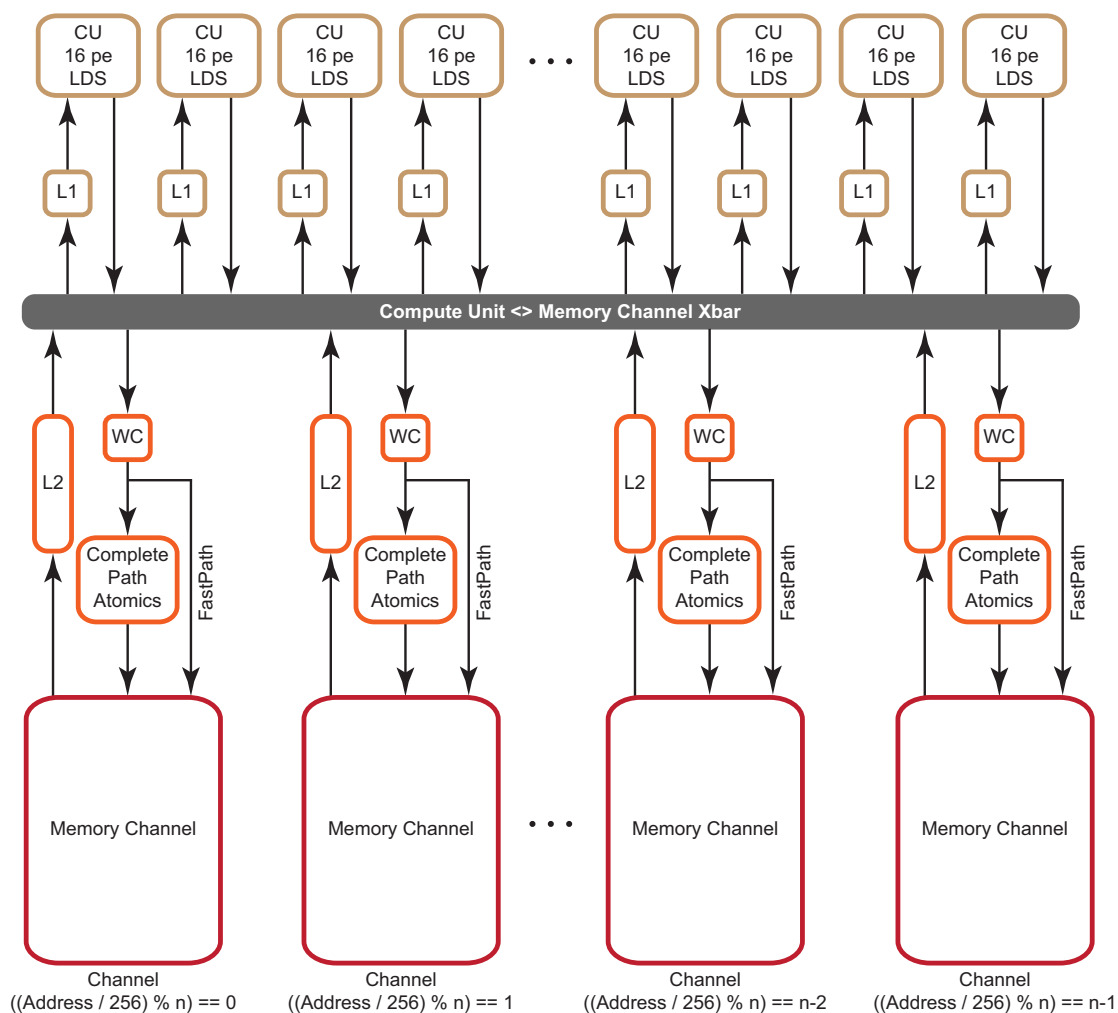 CU
16 pe
LDS
CU
16 pe
LDS
CU
16 pe
LDS
CU
16 pe
LDS
• • •
CU
16 pe
LDS
CU
16 pe
LDS
CU
16 pe
LDS
CU
16 pe
LDS
L1
L1
L1
L1
L1
L1
L1
L1
Compute Unit <> Memory Channel Xbar
WC
L2
Complete
Path
Atomics
FastPath
WC
L2
Complete
Path
Atomics
FastPath
WC
L2
Complete
Path
Atomics
FastPath
WC
L2
Complete
Path
Atomics
FastPath
Memory Channel
Memory Channel
• • •
Memory Channel
Memory Channel
Channel
((Address / 256) % n) == 0
Channel
((Address / 256) % n) == 1
Channel
((Address / 256) % n) == n-2
Channel
((Address / 256) % n) == n-1